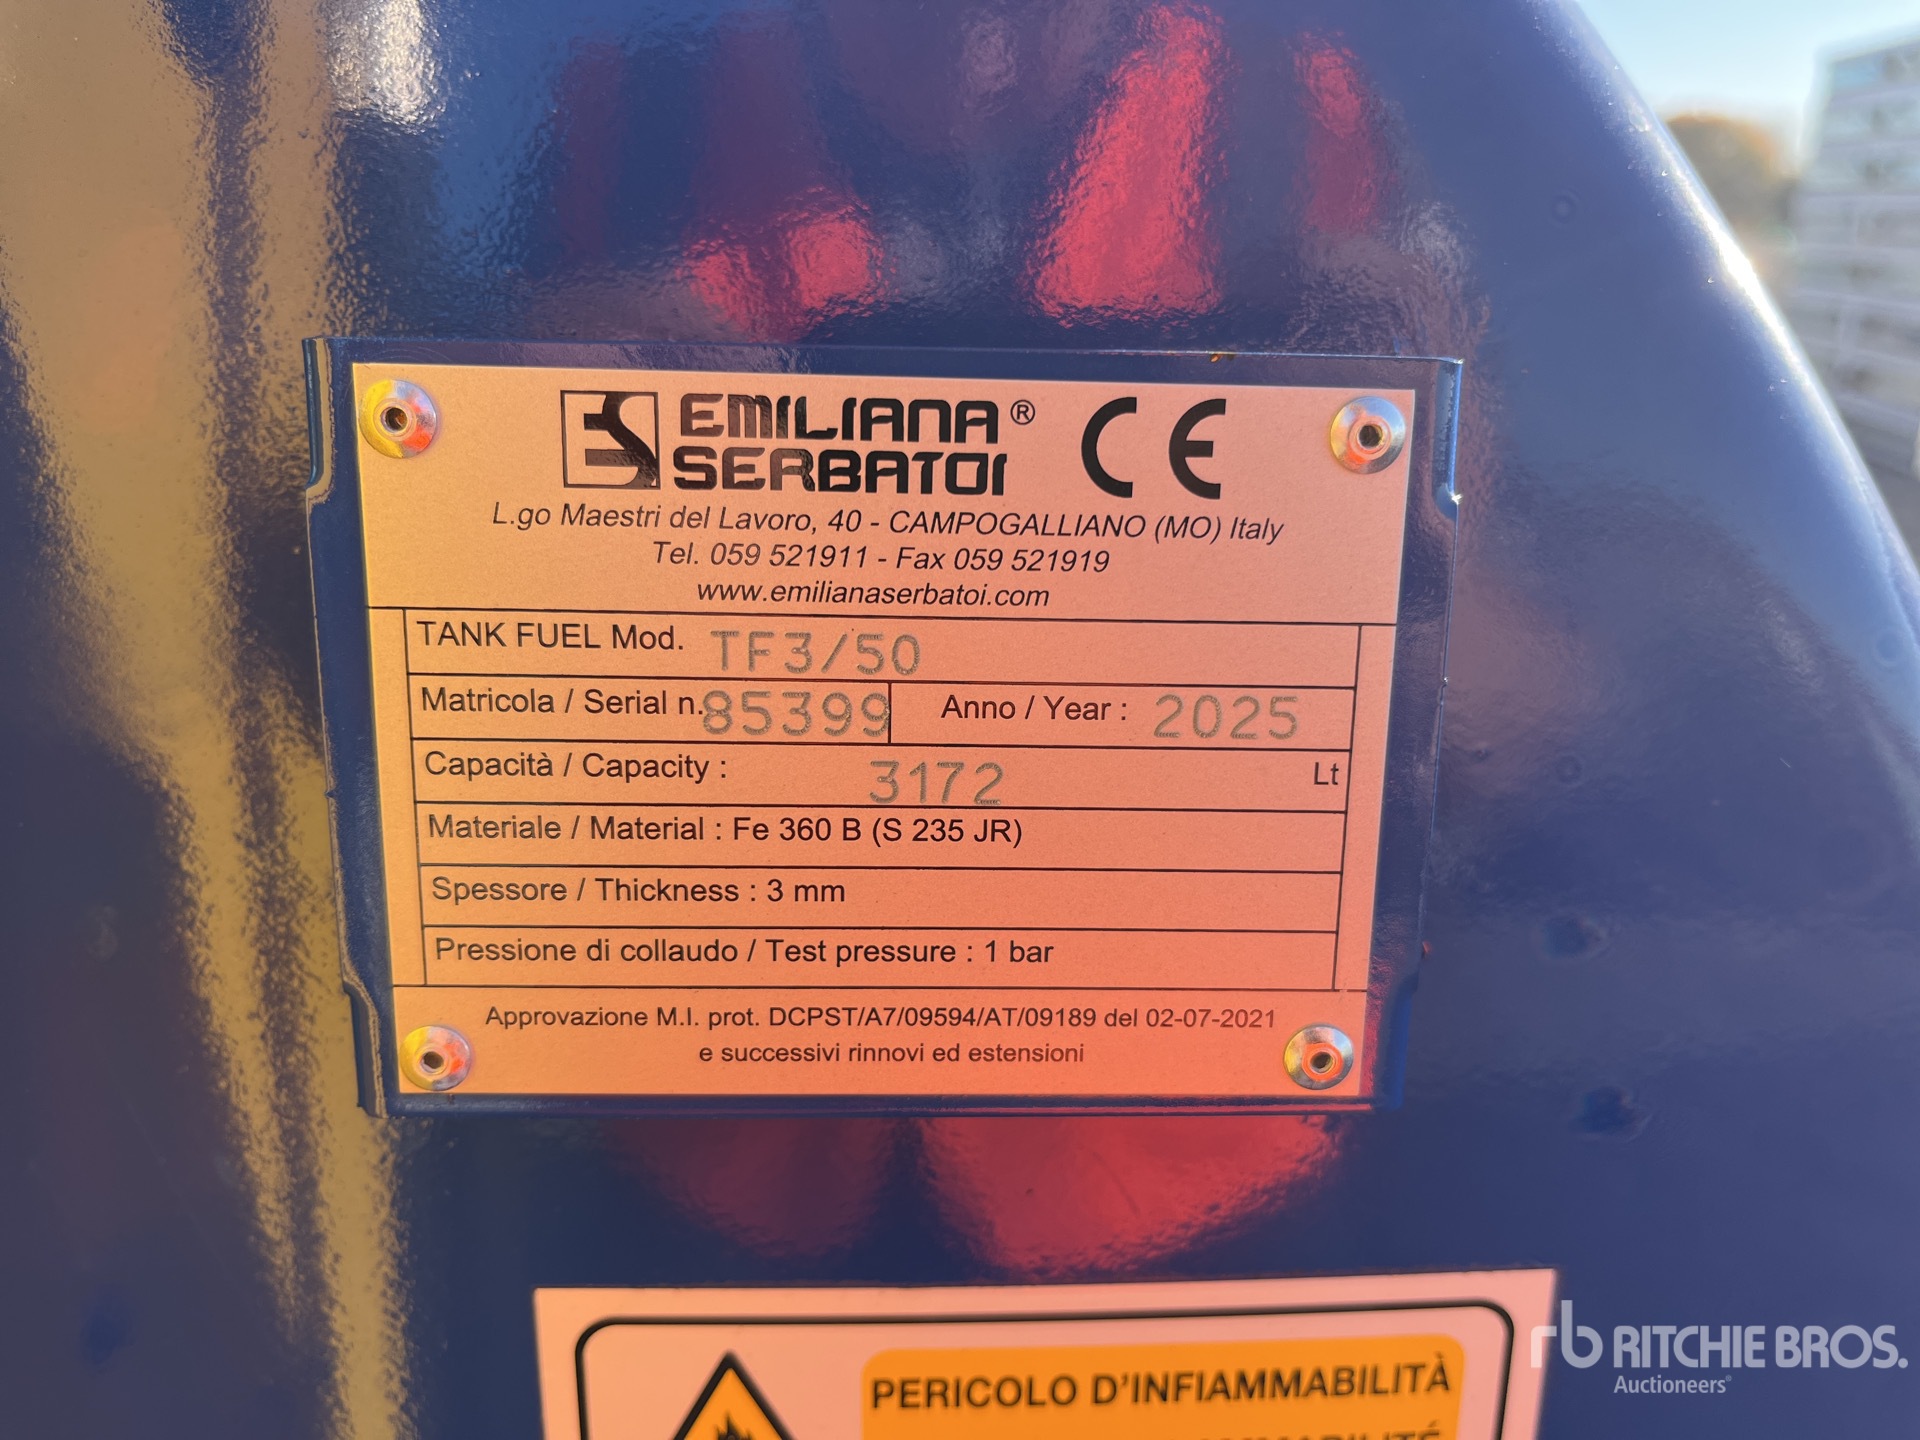 ES EMILIANA® CE
SERBATOI
L.go Maestri del Lavoro, 40 - CAMPOGALLIANO (MO) Italy
Tel. 059 521911 - Fax 059 521919
www.emilianaserbatoi.com
TANK FUEL Mod. TF3/50
Matricola / Serial n. 85399 Anno / Year : 2025
Capacità / Capacity : 3172 Lt
Materiale / Material : Fe 360 B (S 235 JR)
Spessore / Thickness : 3 mm
Pressione di collaudo / Test pressure : 1 bar
Approvazione M.I. prot. DCPST/A7/09594/AT/09189 del 02-07-2021
e successivi rinnovi ed estensioni
PERICOLO D'INFIAMMABILITÀ
rb RITCHIE BROS.
Auctioneers